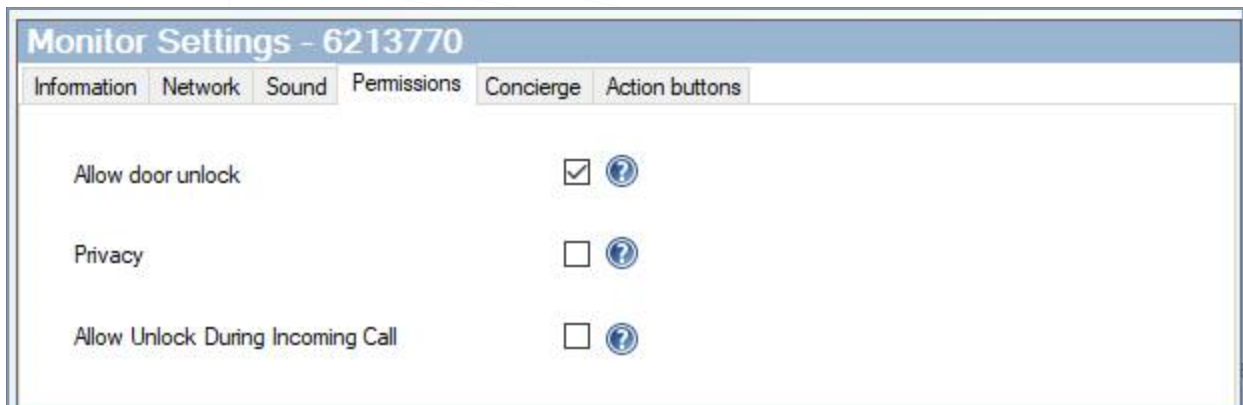 Monitor Settings - 6213770
Information Network Sound Permissions Concierge Action buttons
Allow door unlock ?
Privacy ?
Allow Unlock During Incoming Call ?